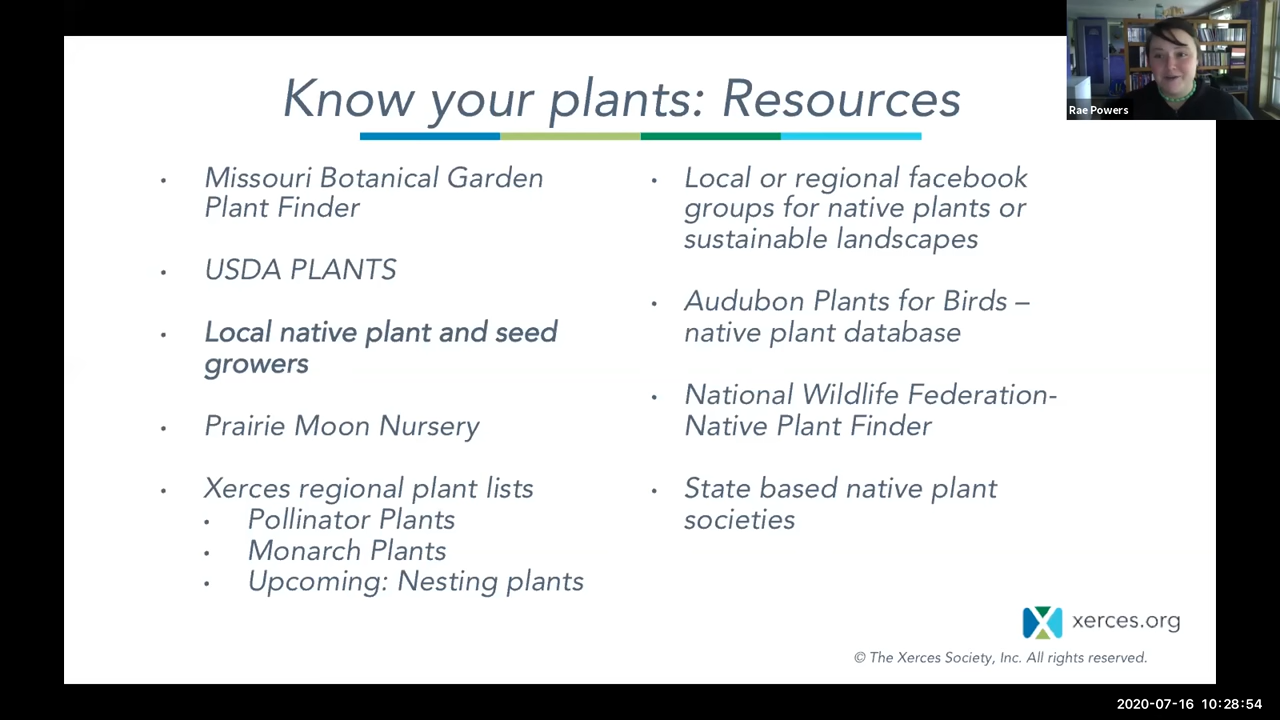 Know your plants: Resources
Rae Powers
• Missouri Botanical Garden
Plant Finder
• USDA PLANTS
• Local native plant and seed
growers
• Prairie Moon Nursery
• Xerces regional plant lists
• Pollinator Plants
• Monarch Plants
• Upcoming: Nesting plants
• Local or regional facebook
groups for native plants or
sustainable landscapes
• Audubon Plants for Birds –
native plant database
• National Wildlife Federation-
Native Plant Finder
• State based native plant
societies
xerces.org
© The Xerces Society, Inc. All rights reserved.
2020-07-16 10:28:54